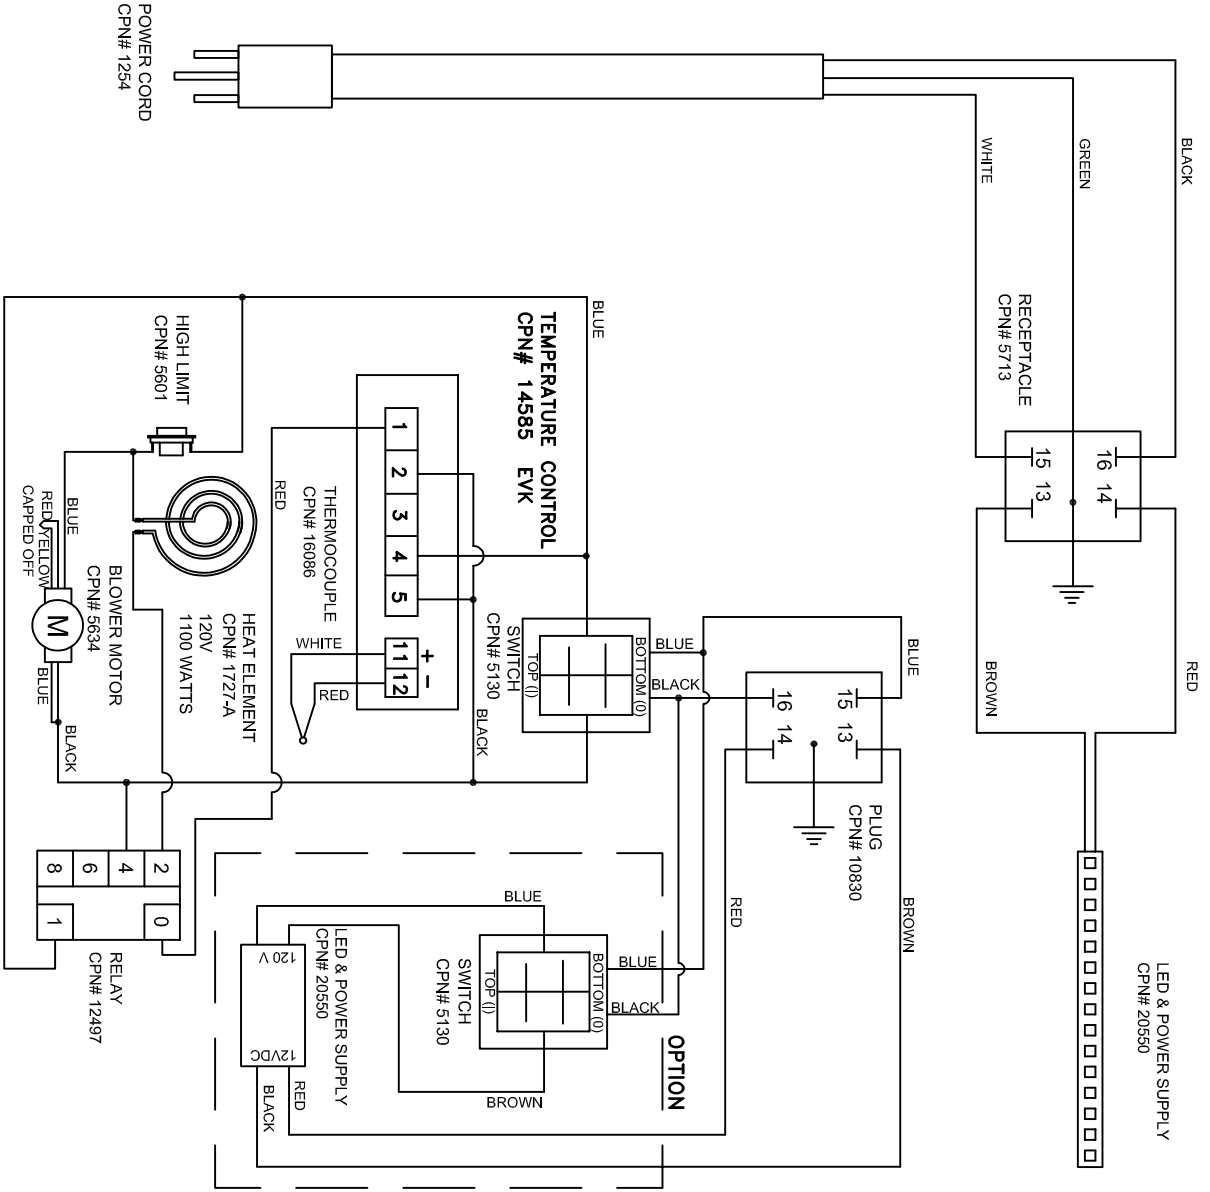 POWER CORD
CPN# 1254
BLACK
GREEN
WHITE
RECEPTACLE
CPN# 5713
16
14
15
13
RED
BROWN
LED & POWER SUPPLY
CPN# 20550
BLUE
TEMPERATURE CONTROL
CPN# 14585 EVK
1
2
3
4
5
11
12
+
-
THERMOCOUPLE
CPN# 16086
WHITE
RED
RED
BLACK
HIGH LIMIT
CPN# 5601
BLUE
RED/YELLOW
CAPPED OFF
HEAT ELEMENT
CPN# 1727-A
120V
1100 WATTS
BLOWER MOTOR
CPN# 5634
M
BLUE
BLACK
SWITCH
CPN# 5130
BOTTOM (0)
TOP (|)
BLUE
BLACK
PLUG
CPN# 10830
15
13
16
14
BLUE
BROWN
RED
RELAY
CPN# 12497
2
4
6
8
0
1
OPTION
SWITCH
CPN# 5130
BOTTOM (0)
TOP (|)
BLUE
BLACK
BLUE
BROWN
LED & POWER SUPPLY
CPN# 20550
120 V
12VDC
RED
BLACK